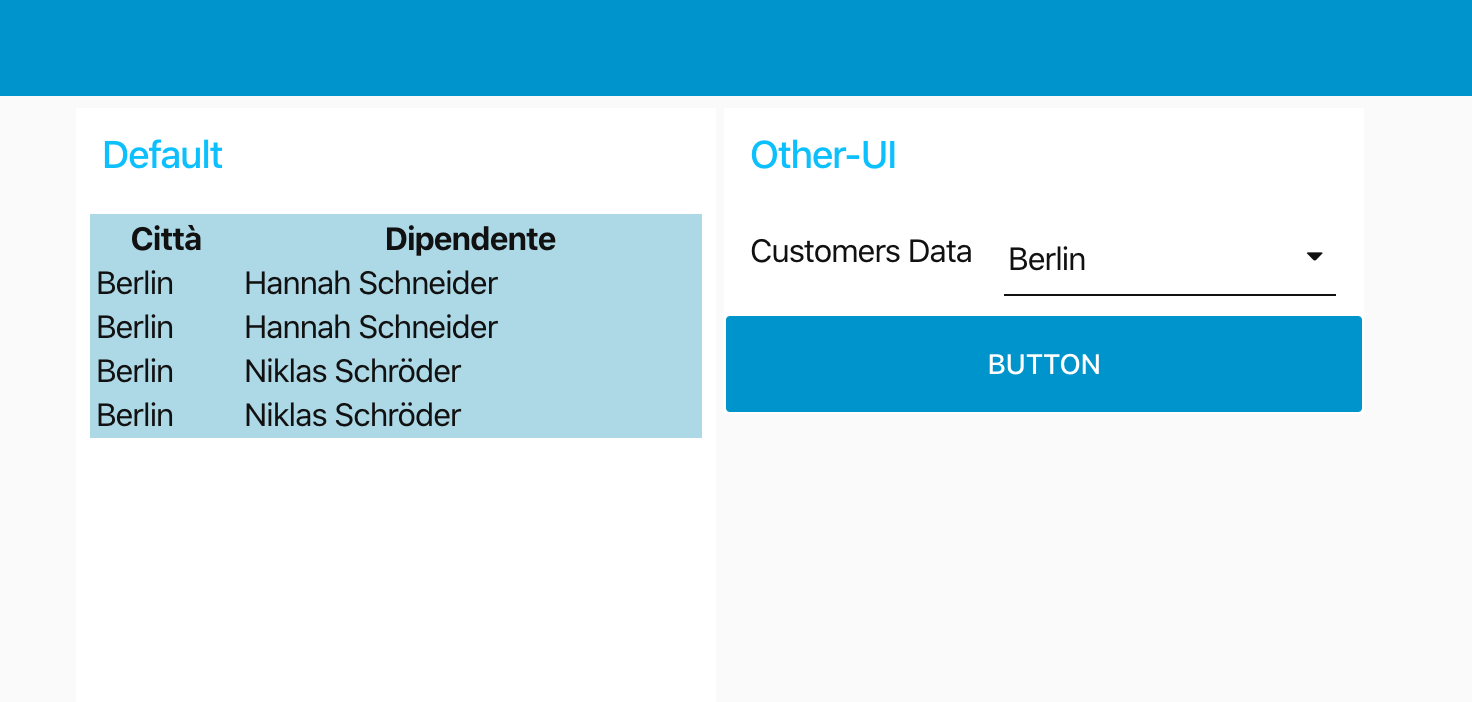 Default
Città Dipendente
Berlin Hannah Schneider
Berlin Hannah Schneider
Berlin Niklas Schröder
Berlin Niklas Schröder
Other-UI
Customers Data Berlin
BUTTON